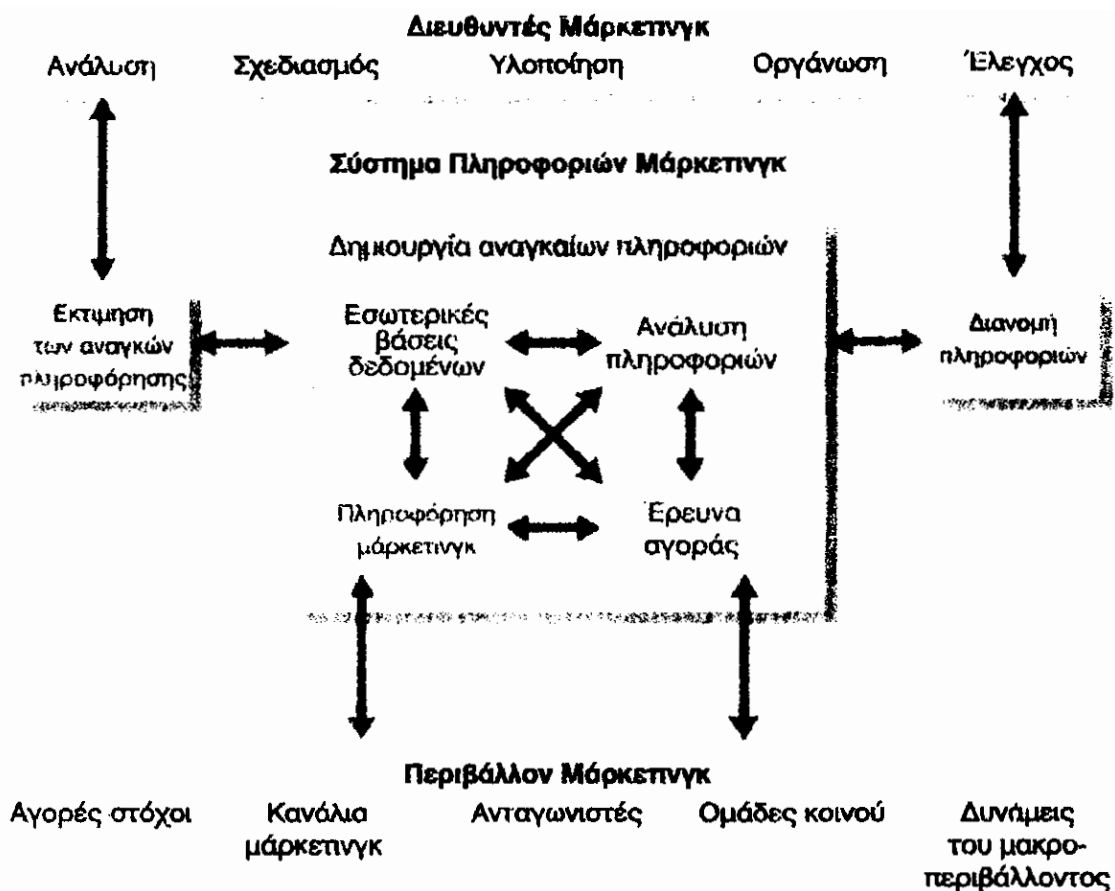 Διευθυντές Μάρκετινγκ
Ανάλυση Σχεδιασμός Υλοποίηση Οργάνωση Έλεγχος
Σύστημα Πληροφοριών Μάρκετινγκ
Δημιουργία αναγκαίων πληροφοριών
Εκτιμηση
των αναγκών
πληροφόρησης
Εσωτερικές
βάσεις
δεδομένων
Ανάλυση
πληροφοριών
Διανομή
πληροφοριών
Πληροφόρηση
μάρκετινγκ
Έρευνα
αγοράς
Περιβάλλον Μάρκετινγκ
Αγορές στόχοι
Κανάλια
μάρκετινγκ
Ανταγωνιστές
Ομάδες κοινού
Δυνάμεις
του μακρο-
περιβάλλοντος